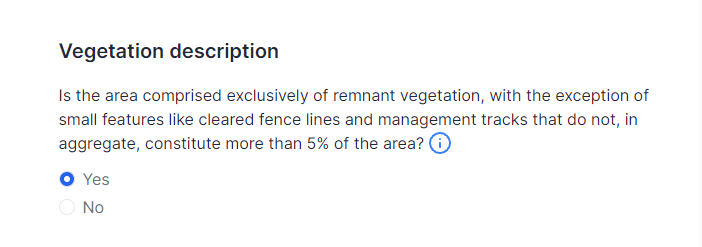 Vegetation description
Is the area comprised exclusively of remnant vegetation, with the exception of
small features like cleared fence lines and management tracks that do not, in
aggregate, constitute more than 5% of the area? i
Yes
No